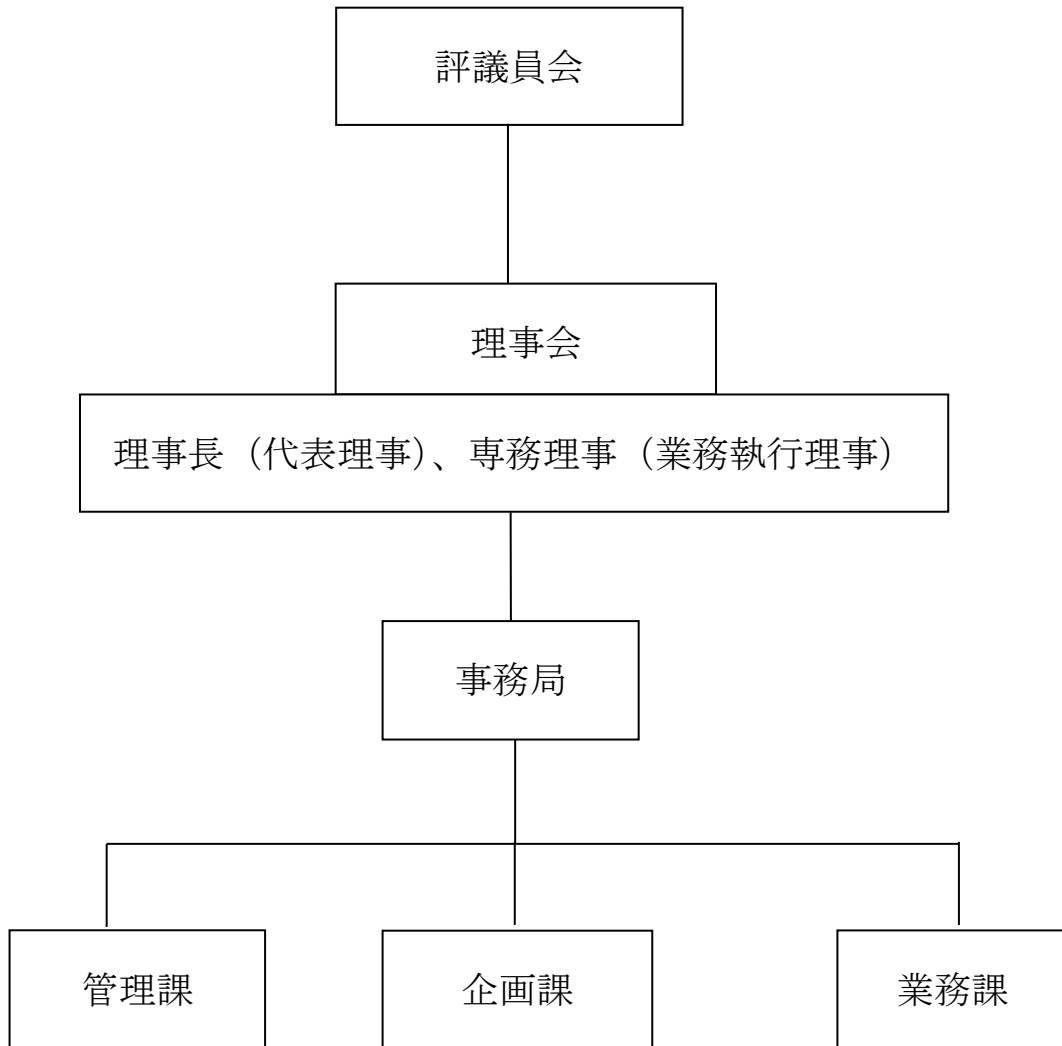 評議員会
理事会
理事長（代表理事）、専務理事（業務執行理事）
事務局
管理課
企画課
業務課